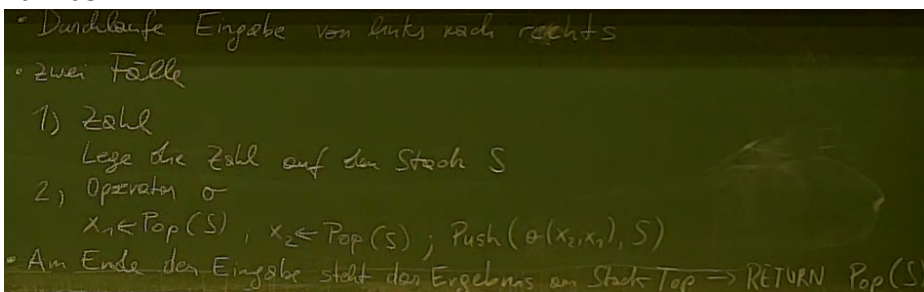 • Durchlaufe Eingabe von links nach rechts
• zwei Fälle
1) Zahl
Lege die Zahl auf den Stack S
2) Operator σ
x₁ ← Pop(S), x₂ ← Pop(S); Push(σ(x₂,x₁), S)
• Am Ende der Eingabe steht das Ergebnis am Stack Top → RETURN Pop(S)